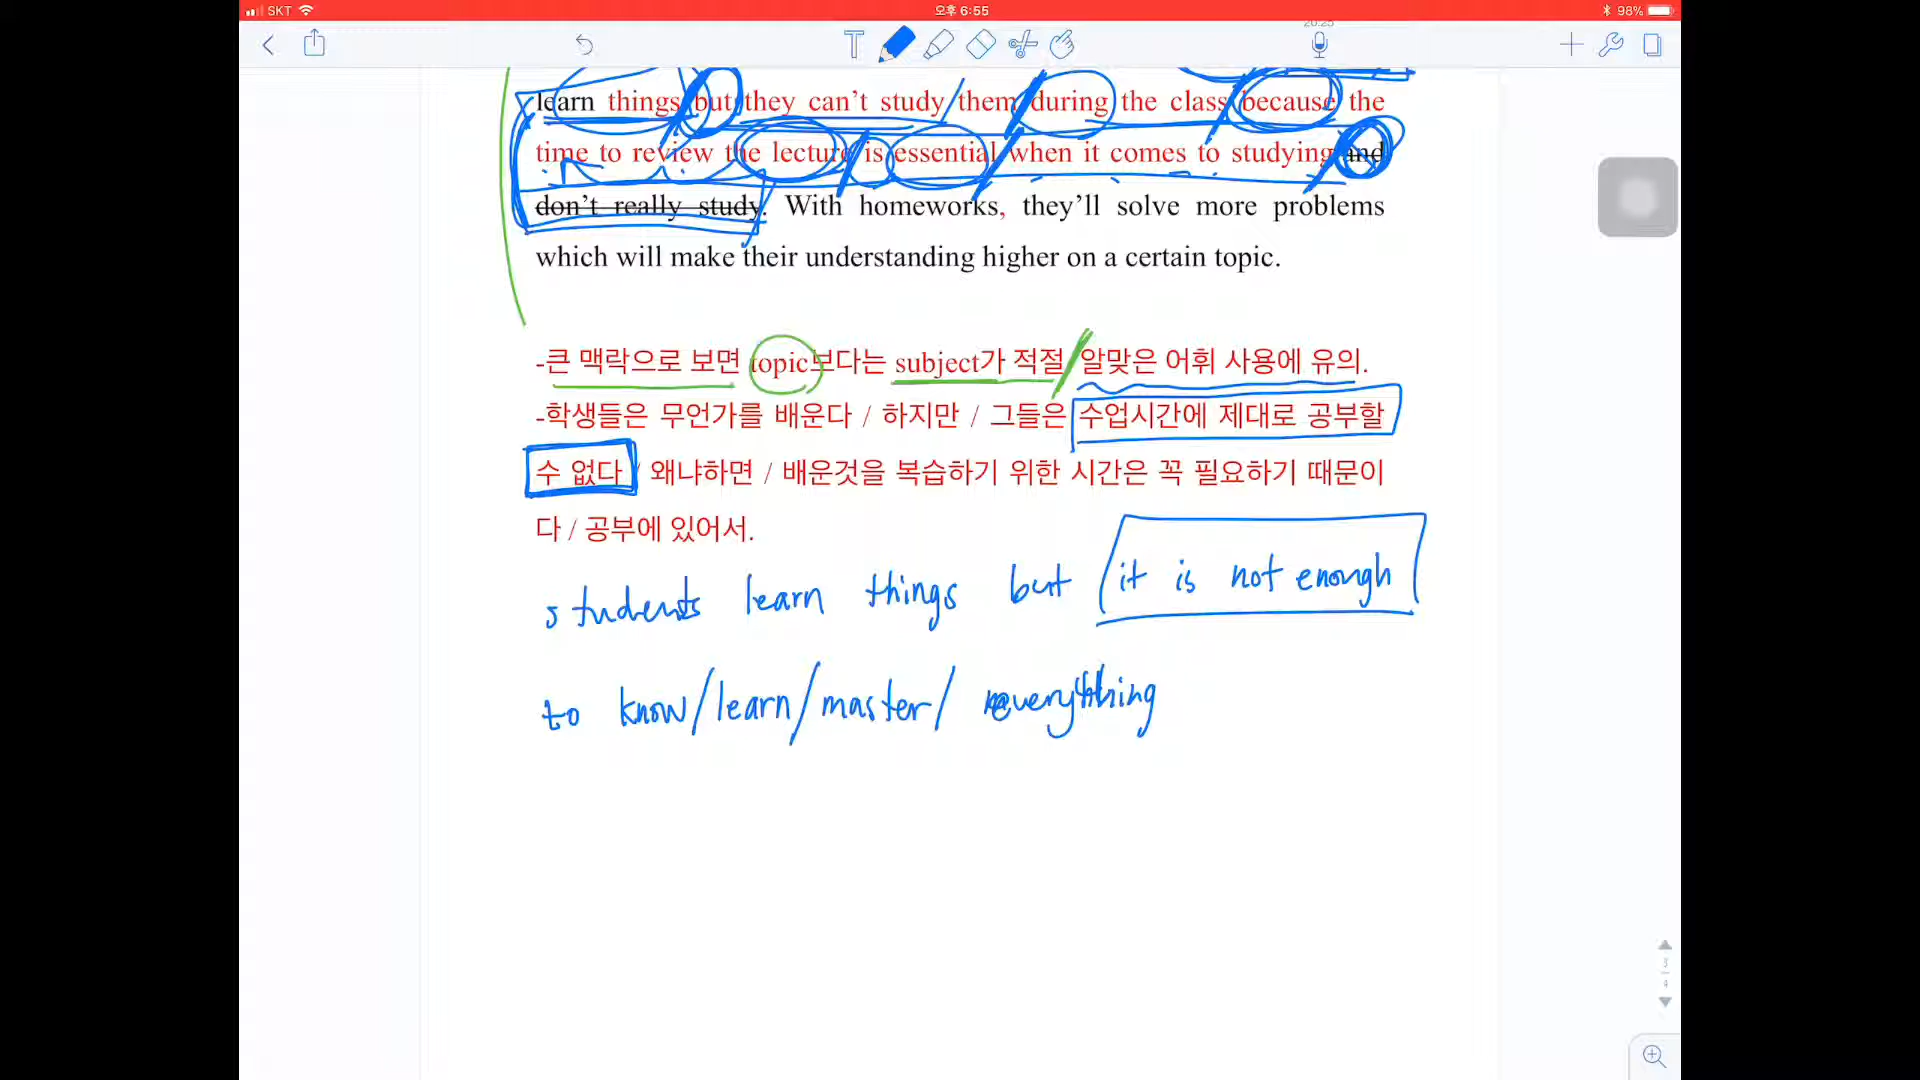 SKT 오후 6:55 98%
learn things but they can't study them during the class because the
time to review the lecture is essential when it comes to studying and
don't really study. With homeworks, they'll solve more problems
which will make their understanding higher on a certain topic.
-큰 맥락으로 보면 topic보다는 subject가 적절 알맞은 어휘 사용에 유의.
-학생들은 무언가를 배운다 / 하지만 / 그들은 수업시간에 제대로 공부할
수 없다 / 왜냐하면 / 배운것을 복습하기 위한 시간은 꼭 필요하기 때문이
다 / 공부에 있어서.
students learn things but it is not enough
to know/learn/master/ everything